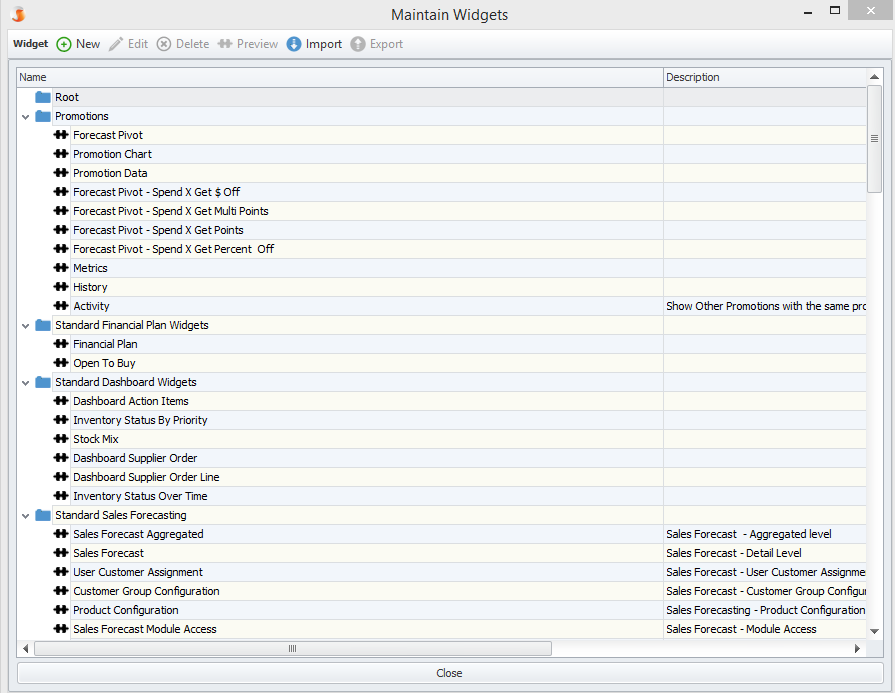 Maintain Widgets
Widget New Edit Delete Preview Import Export
Name Description
Root
Promotions
Forecast Pivot
Promotion Chart
Promotion Data
Forecast Pivot - Spend X Get $ Off
Forecast Pivot - Spend X Get Multi Points
Forecast Pivot - Spend X Get Points
Forecast Pivot - Spend X Get Percent  Off
Metrics
History
Activity Show Other Promotions with the same pro
Standard Financial Plan Widgets
Financial Plan
Open To Buy
Standard Dashboard Widgets
Dashboard Action Items
Inventory Status By Priority
Stock Mix
Dashboard Supplier Order
Dashboard Supplier Order Line
Inventory Status Over Time
Standard Sales Forecasting
Sales Forecast Aggregated Sales Forecast  - Aggregated level
Sales Forecast Sales Forecast - Detail Level
User Customer Assignment Sales Forecast - User Customer Assignme
Customer Group Configuration Sales Forecast - Customer Group Configur
Product Configuration Sales Forecasting - Product Configuration
Sales Forecast Module Access Sales Forecast - Module Access
Close